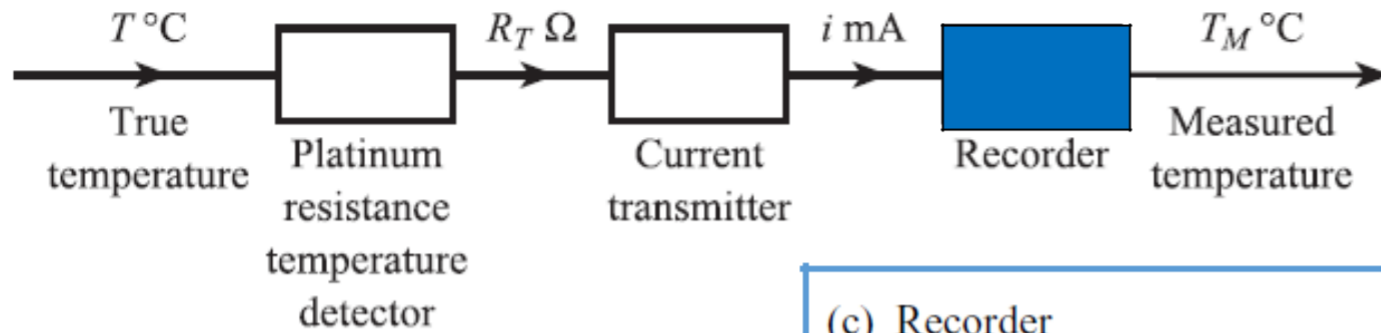 T °C
R_T Ω
i mA
T_M °C
True
temperature
Platinum
resistance
temperature
detector
Current
transmitter
Recorder
Measured
temperature
(c) Recorder